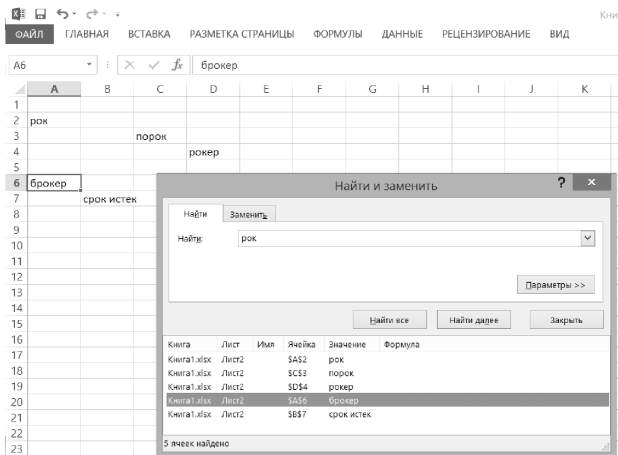 Кни
ФАЙЛ ГЛАВНАЯ ВСТАВКА РАЗМЕТКА СТРАНИЦЫ ФОРМУЛЫ ДАННЫЕ РЕЦЕНЗИРОВАНИЕ ВИД
A6 fx брокер
A B C D E F G H I J K
1
2 рок
3 порок
4 рокер
5
6 брокер
7 срок истек
8
9
10
11
12
13
14
15
16
17
18
19
20
21
22
23
Найти и заменить ? ×
Найти Заменить
Найти: рок
Параметры >>
Найти все Найти далее Закрыть
Книга Лист Имя Ячейка Значение Формула
Книга1.xlsx Лист2 $A$2 рок
Книга1.xlsx Лист2 $C$3 порок
Книга1.xlsx Лист2 $D$4 рокер
Книга1.xlsx Лист2 $A$6 брокер
Книга1.xlsx Лист2 $B$7 срок истек
5 ячеек найдено